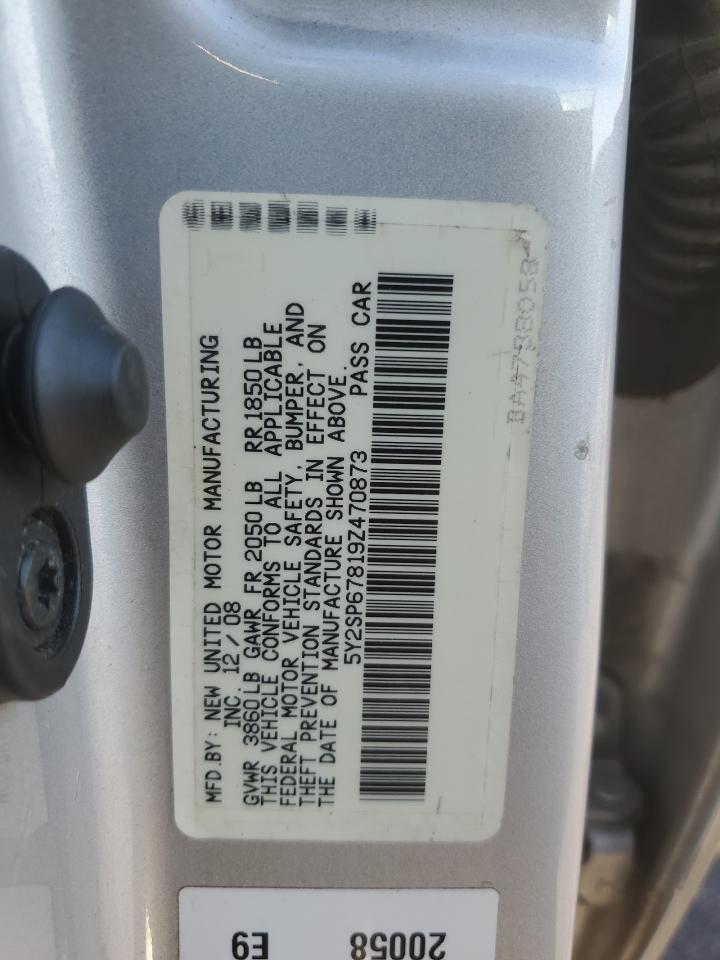 MFD.BY: NEW UNITED MOTOR MANUFACTURING
INC. 12/08
GVWR 3860LB GAWR FR 2050LB RR 1850LB
THIS VEHICLE CONFORMS TO ALL APPLICABLE
FEDERAL MOTOR VEHICLE SAFETY, BUMPER, AND
THEFT PREVENTION STANDARDS IN EFFECT ON
THE DATE OF MANUFACTURE SHOWN ABOVE.
5Y2SP67819Z470873 PASS CAR
E9
20058